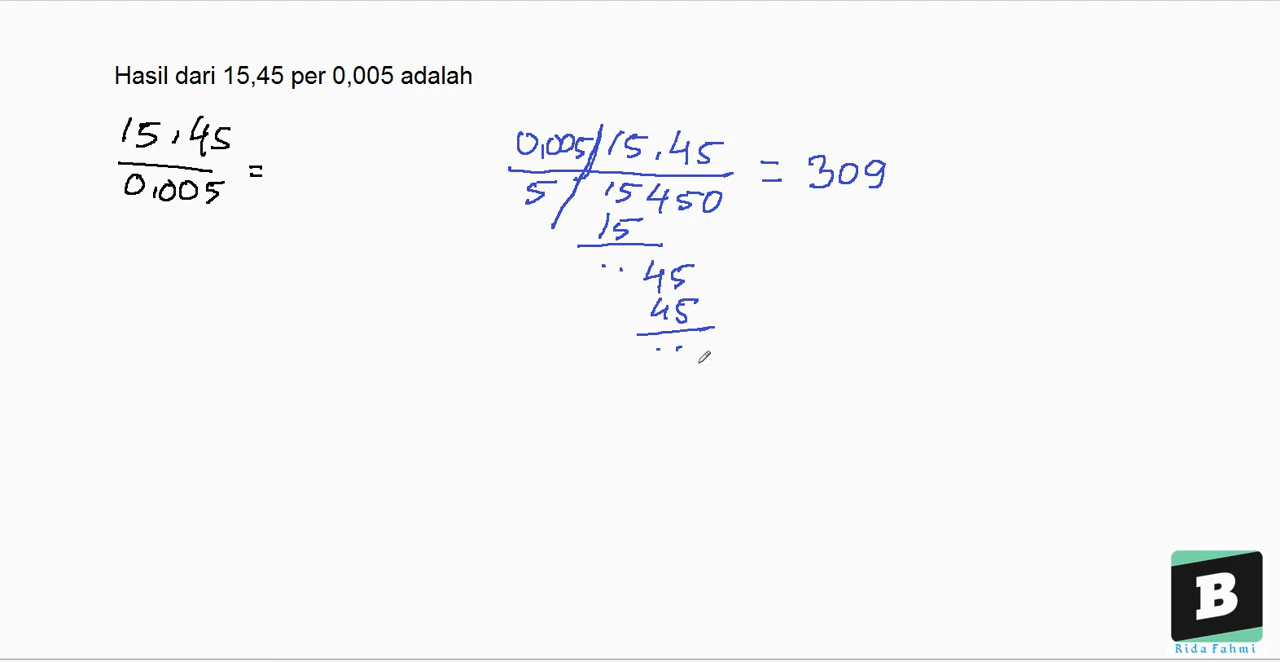 Hasil dari 15,45 per 0,005 adalah
15,45
0,005 =
0,005/15,45 = 309
5/15450
15
.. 45
45
..
B
Rida Fahmi